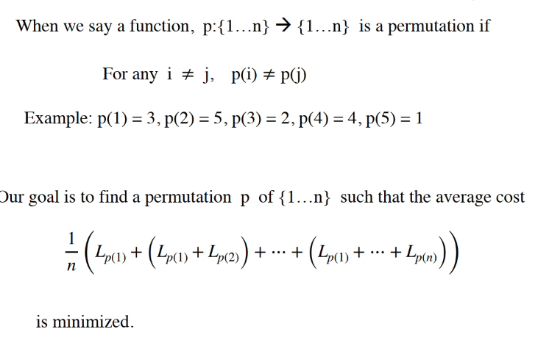 When we say a function, p:{1…n} → {1…n} is a permutation if
For any i ≠ j, p(i) ≠ p(j)
Example: p(1) = 3, p(2) = 5, p(3) = 2, p(4) = 4, p(5) = 1
Our goal is to find a permutation p of {1…n} such that the average cost
1/n (L_p(1) + (L_p(1) + L_p(2)) + ⋯ + (L_p(1) + ⋯ + L_p(n)))
is minimized.